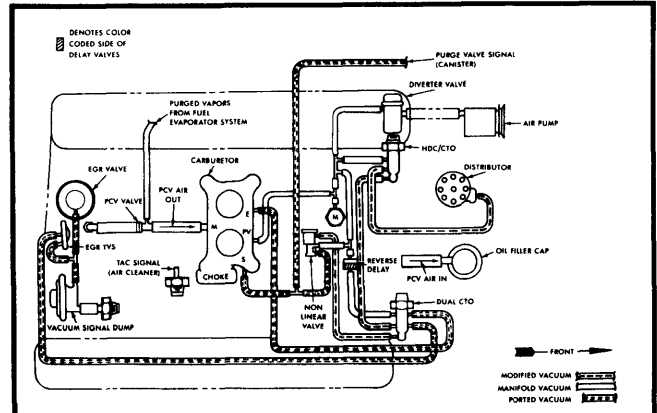 DENOTES COLOR
CODED SIDE OF
DELAY VALVES
PURGE VALVE SIGNAL
(CANISTER)
DIVERTER VALVE
PURGED VAPORS
FROM FUEL
EVAPORATOR SYSTEM
AIR PUMP
HDC/CTO
CARBURETOR
DISTRIBUTOR
EGR VALVE
PCV AIR
OUT
PCV VALVE
E
M
PV
M
S
EGR TVS
TAC SIGNAL
(AIR CLEANER)
CHOKE
REVERSE
DELAY
OIL FILLER CAP
PCV AIR IN
NON
LINEAR
VALVE
DUAL CTO
VACUUM SIGNAL DUMP
FRONT
MODIFIED VACUUM
MANIFOLD VACUUM
PORTED VACUUM